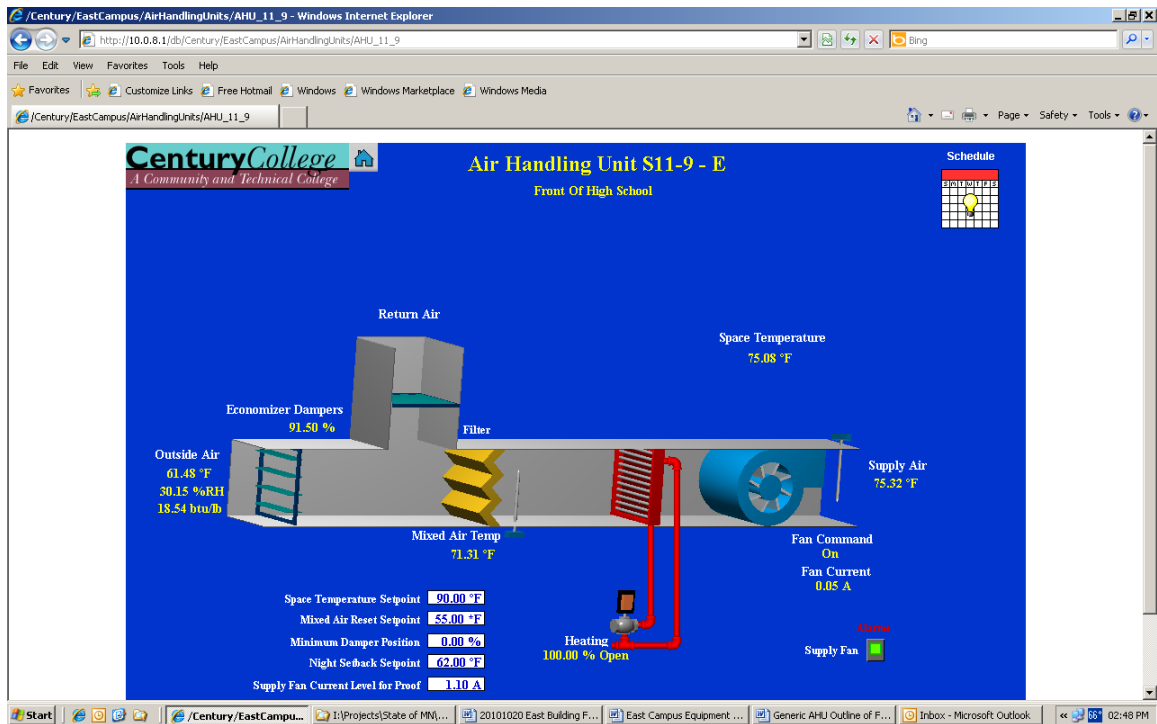 /Century/EastCampus/AirHandlingUnits/AHU_11_9 - Windows Internet Explorer
http://10.0.8.1/db/Century/EastCampus/AirHandlingUnits/AHU_11_9
Bing
File Edit View Favorites Tools Help
Favorites Customize Links Free Hotmail Windows Windows Marketplace Windows Media
/Century/EastCampus/AirHandlingUnits/AHU_11_9
Page Safety Tools
CenturyCollege
A Community and Technical College
Air Handling Unit S11-9 - E
Front Of High School
Schedule
S M T W T F S
Return Air
Space Temperature
75.08 °F
Economizer Dampers
91.50 %
Filter
Outside Air
61.48 °F
30.15 %RH
18.54 btu/lb
Supply Air
75.32 °F
Mixed Air Temp
71.31 °F
Fan Command
On
Fan Current
0.05 A
Space Temperature Setpoint 90.00 °F
Mixed Air Reset Setpoint 55.00 °F
Minimum Damper Position 0.00 %
Night Setback Setpoint 62.00 °F
Supply Fan Current Level for Proof 1.10 A
Heating
100.00 % Open
Alarms
Supply Fan
Start /Century/EastCampu... I:\Projects\State of MN\... 20101020 East Building F... East Campus Equipment ... Generic AHU Outline of F... Inbox - Microsoft Outlook « 66° 02:48 PM